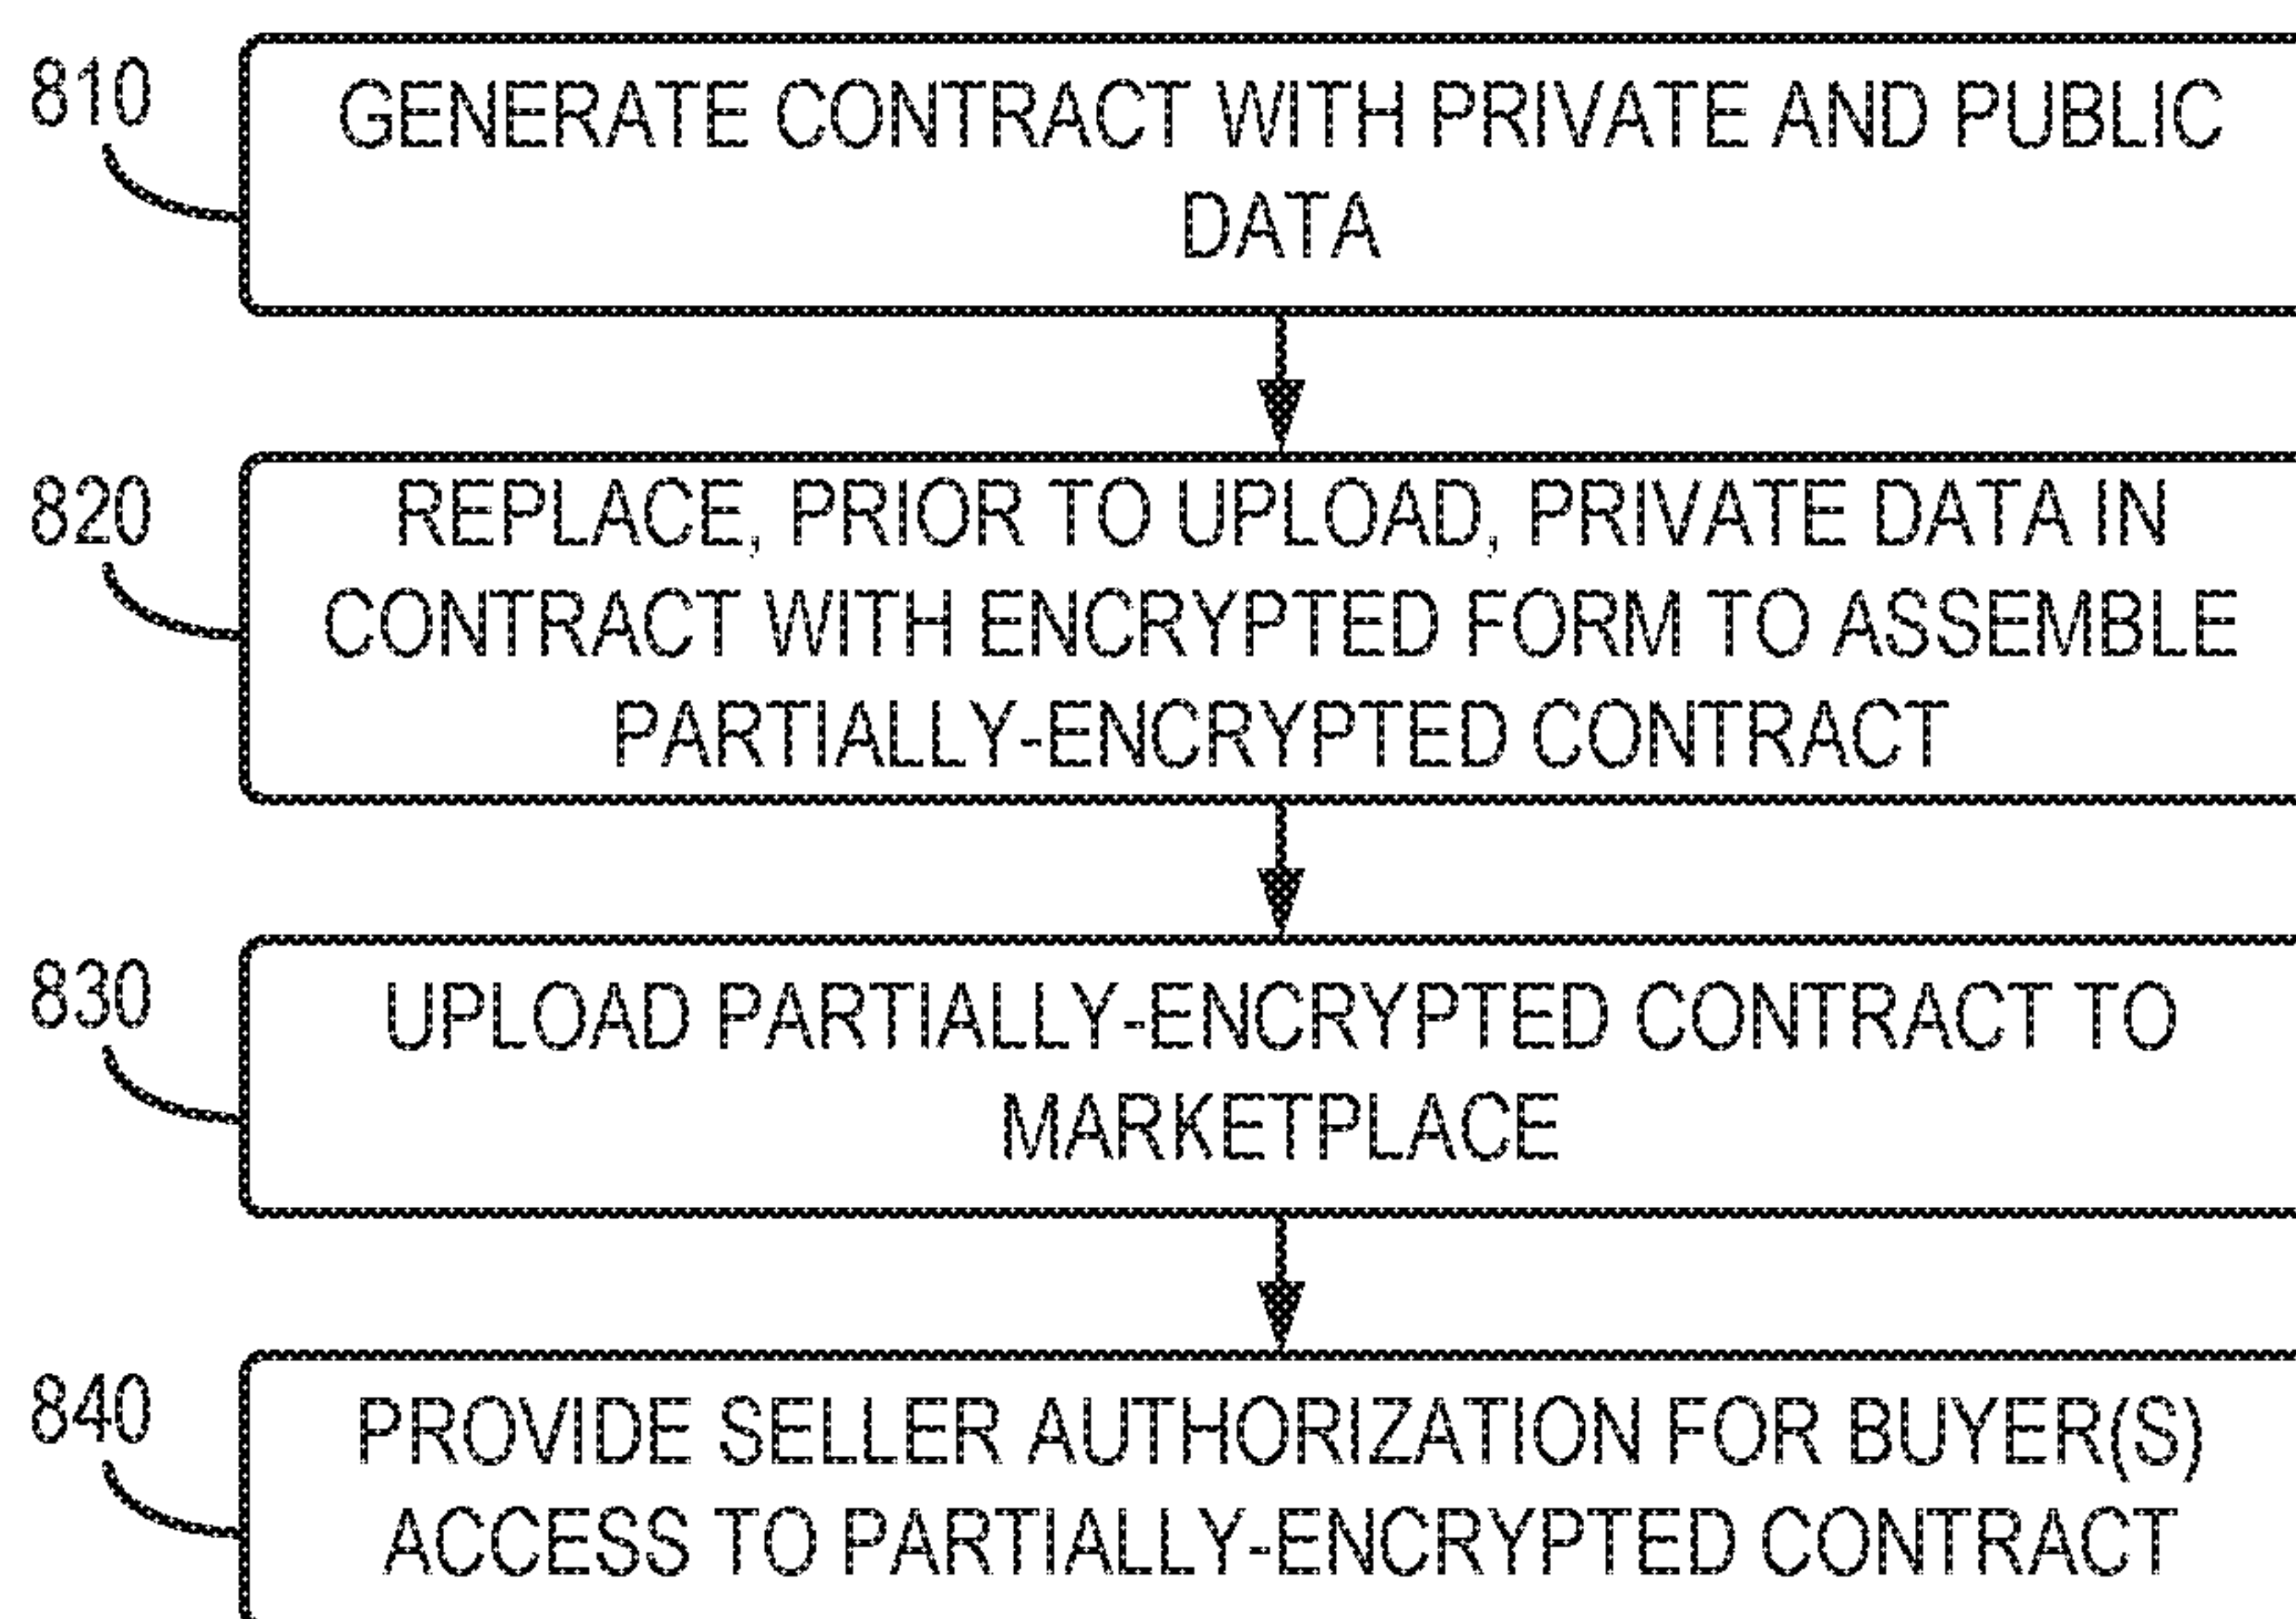 810
GENERATE CONTRACT WITH PRIVATE AND PUBLIC
DATA
820
REPLACE, PRIOR TO UPLOAD, PRIVATE DATA IN
CONTRACT WITH ENCRYPTED FORM TO ASSEMBLE
PARTIALLY-ENCRYPTED CONTRACT
830
UPLOAD PARTIALLY-ENCRYPTED CONTRACT TO
MARKETPLACE
840
PROVIDE SELLER AUTHORIZATION FOR BUYER(S)
ACCESS TO PARTIALLY-ENCRYPTED CONTRACT